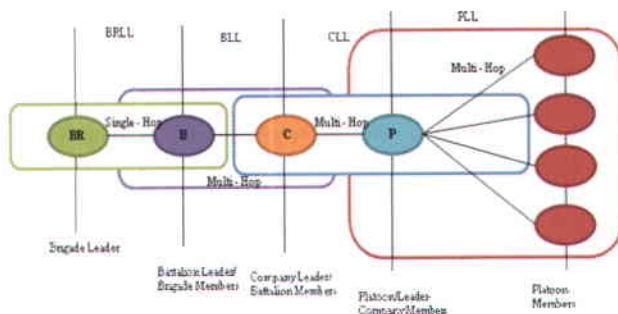 BRLL
BLL
CLL
PLL
Multi-Hop
Single - Hop
Multi - Hop
BR
B
C
P
Multi - Hop
Brigade Leader
Battalion Leader/
Brigade Members
Company Leader/
Battalion Members
Platoon/Leader-
Company Members
Platoon-
Members